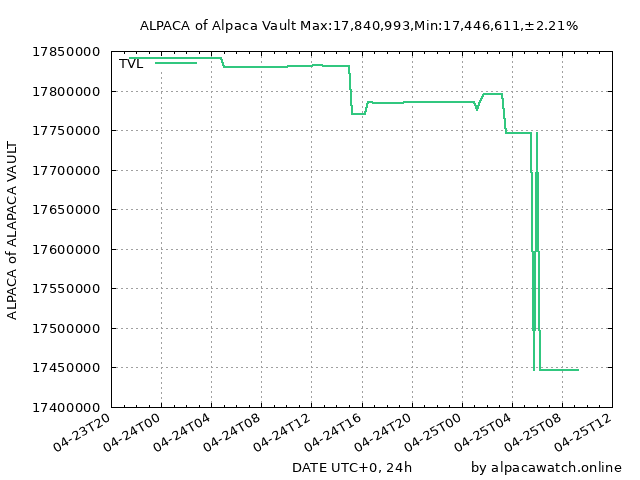 ALPACA of Alpaca Vault Max:17,840,993,Min:17,446,611,±2.21%
TVL
17850000
17800000
17750000
17700000
17650000
17600000
17550000
17500000
17450000
17400000
ALPACA of ALAPACA VAULT
04-23T20
04-24T00
04-24T04
04-24T08
04-24T12
04-24T16
04-24T20
04-25T00
04-25T04
04-25T08
04-25T12
DATE UTC+0, 24h
by alpacawatch.online